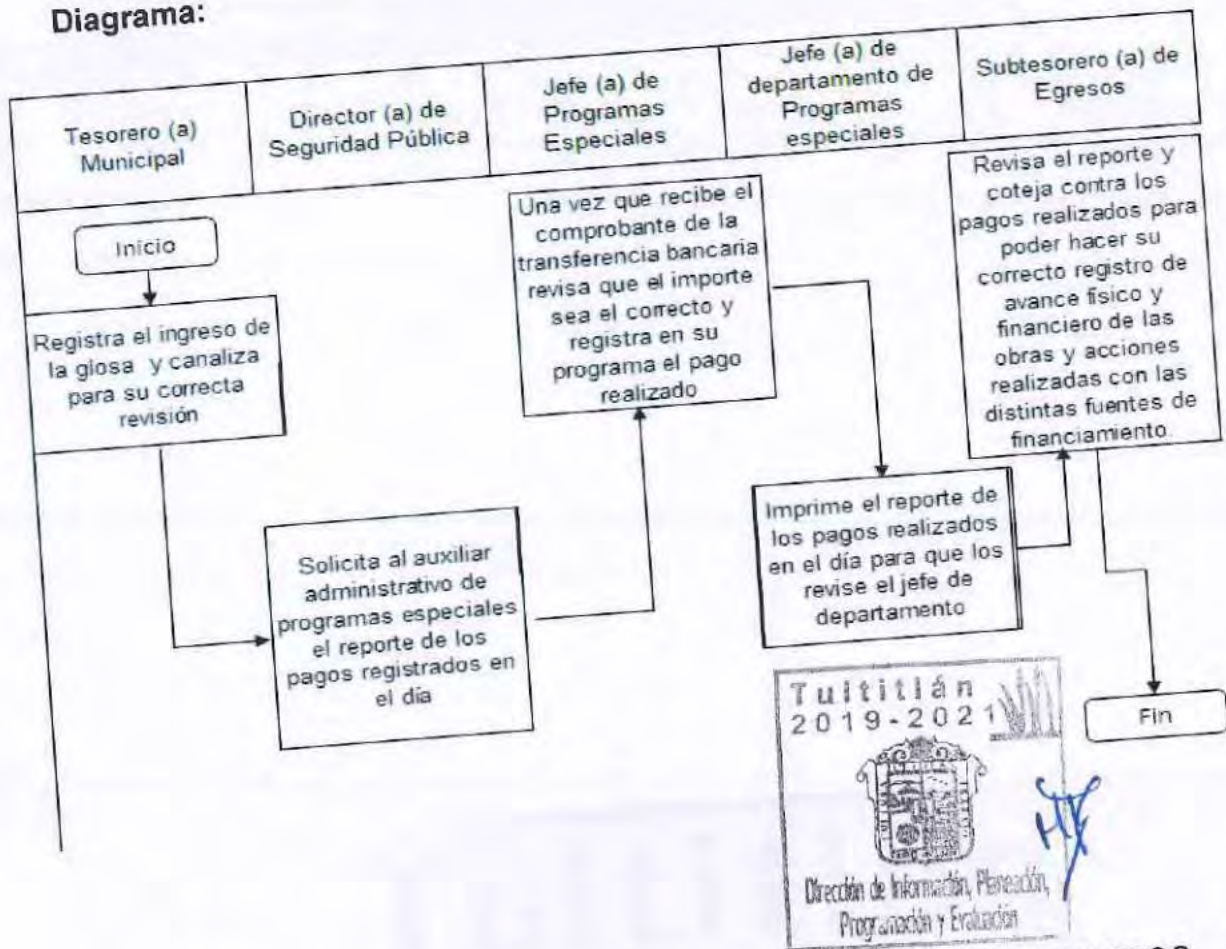 Diagrama:
Tesorero (a)
Municipal
Director (a) de
Seguridad Pública
Jefe (a) de
Programas
Especiales
Jefe (a) de
departamento de
Programas
especiales
Subtesorero (a) de
Egresos
Inicio
Registra el ingreso de
la glosa y canaliza
para su correcta
revisión
Solicita al auxiliar
administrativo de
programas especiales
el reporte de los
pagos registrados en
el día
Una vez que recibe el
comprobante de la
transferencia bancaria
revisa que el importe
sea el correcto y
registra en su
programa el pago
realizado
Imprime el reporte de
los pagos realizados
en el día para que los
revise el jefe de
departamento
Revisa el reporte y
coteja contra los
pagos realizados para
poder hacer su
correcto registro de
avance físico y
financiero de las
obras y acciones
realizadas con las
distintas fuentes de
financiamiento.
Fin
Tultitlán
2019-2021
Dirección de Información, Planeación,
Programación y Evaluación